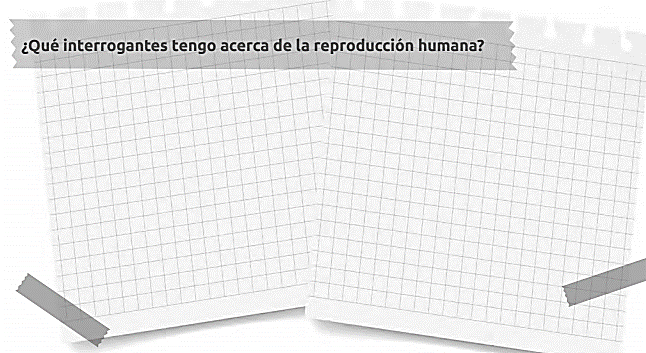 ¿Qué interrogantes tengo acerca de la reproducción humana?